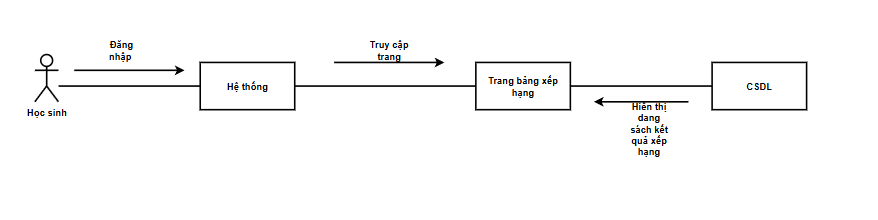 Đăng
nhập
Truy cập
trang
Học sinh
Hệ thống
Trang bảng xếp
hạng
CSDL
Hiển thị
dang
sách kết
quả xếp
hạng